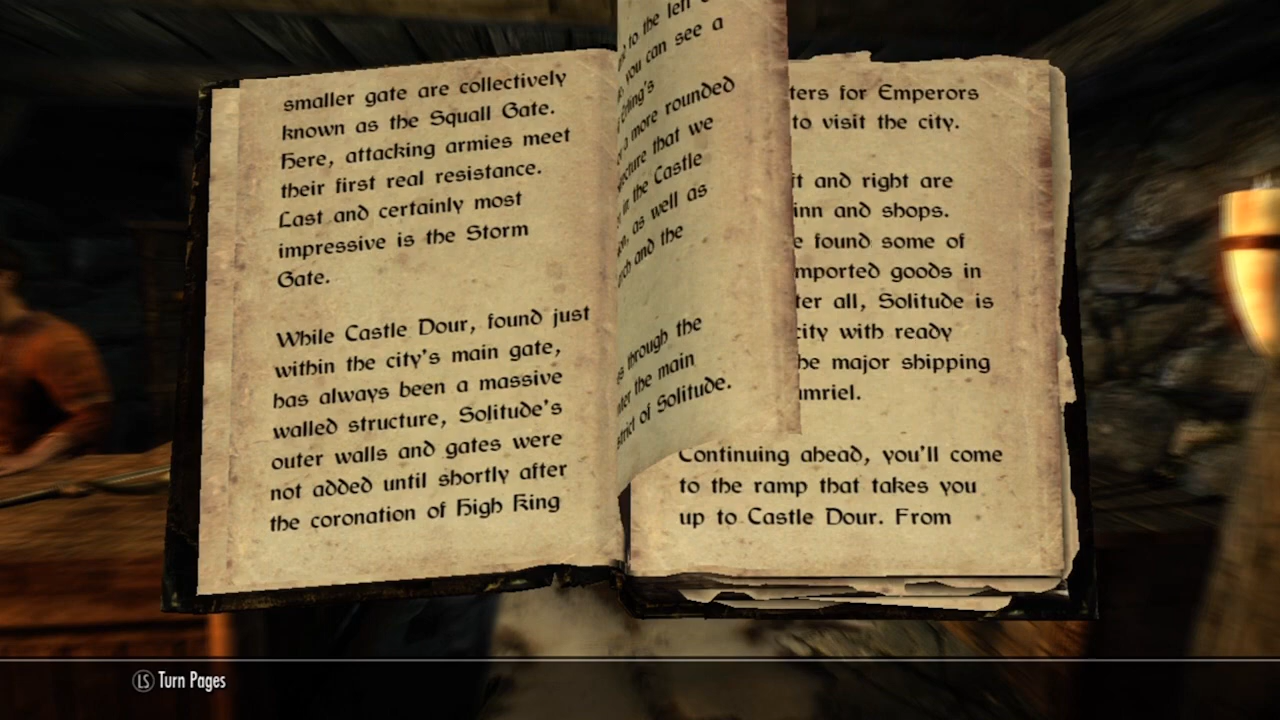 smaller gate are collectively
known as the Squall Gate.
Here, attacking armies meet
their first real resistance.
Last and certainly most
impressive is the Storm
Gate.
While Castle Dour, found just
within the city's main gate,
has always been a massive
walled structure, Solitude's
outer walls and gates were
not added until shortly after
the coronation of High King
to the left
you can see a
Erling's
a more rounded
that we
in the Castle
as well as
and the
through the
the main
of Solitude.
for Emperors
to visit the city.
and right are
inn and shops.
found some of
goods in
all, Solitude is
city with ready
major shipping
Continuing ahead, you'll come
to the ramp that takes you
up to Castle Dour. From
LS Turn Pages